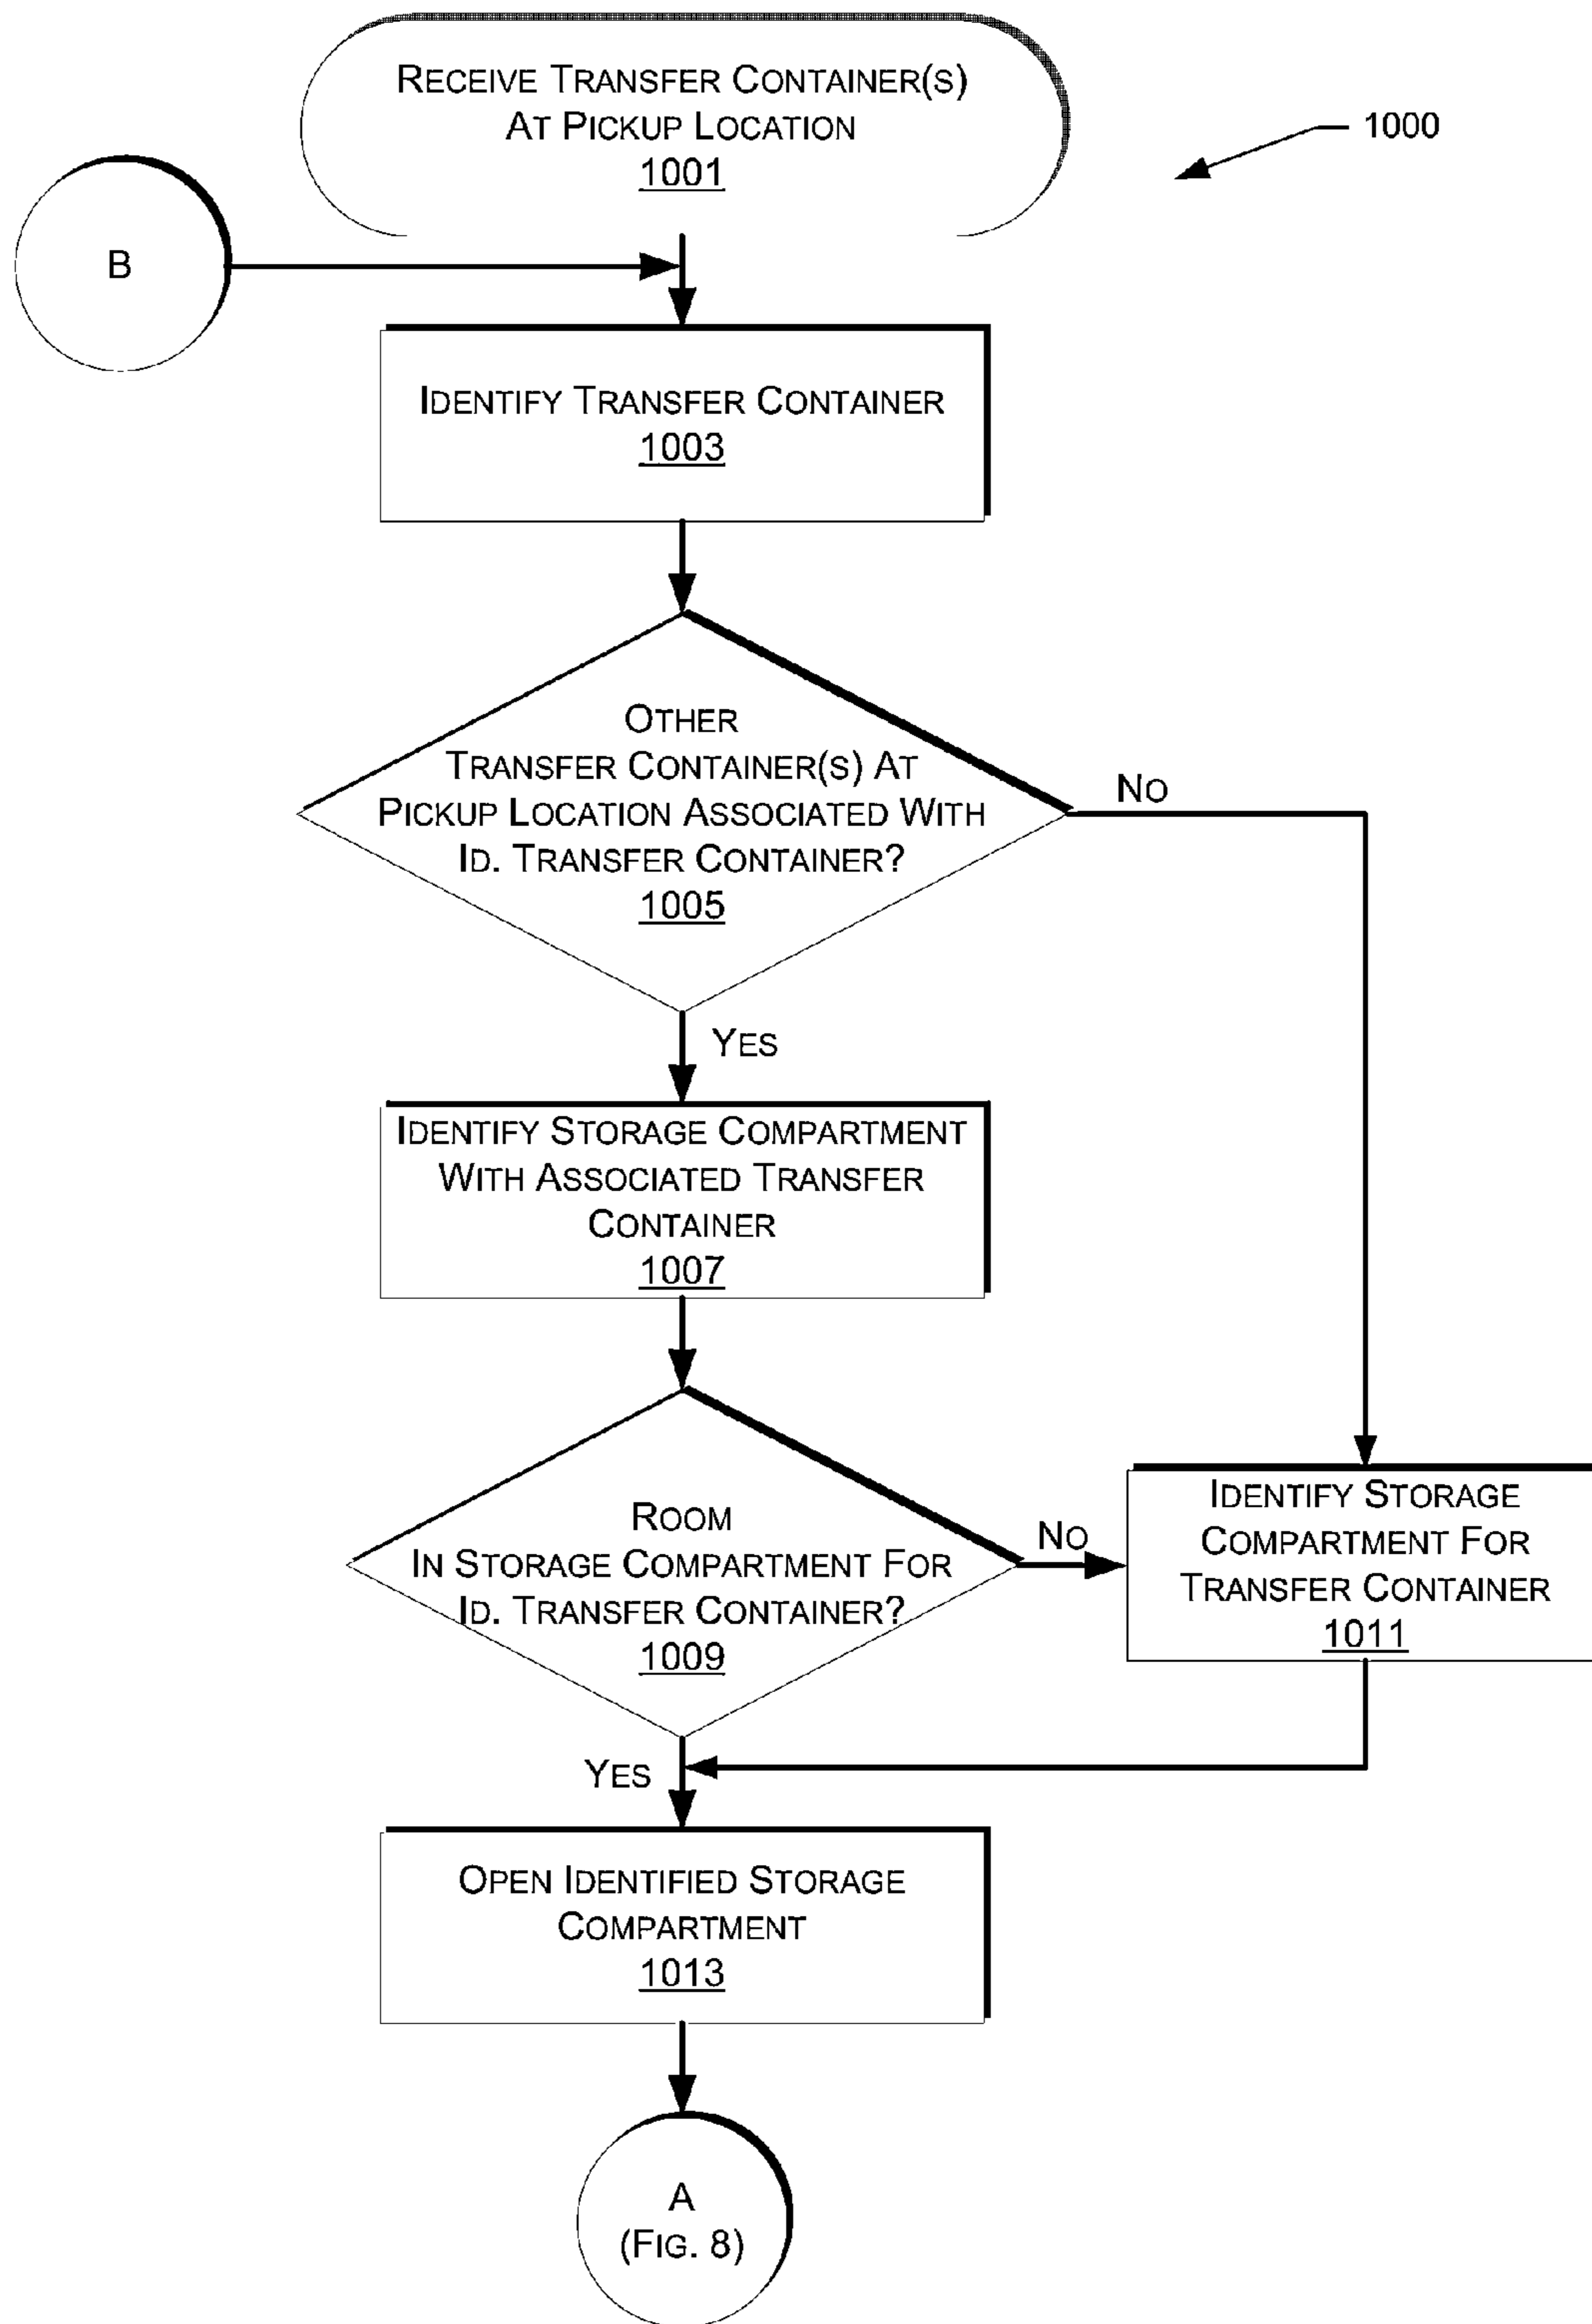 RECEIVE TRANSFER CONTAINER(S)
AT PICKUP LOCATION
1001
1000
B
IDENTIFY TRANSFER CONTAINER
1003
OTHER
TRANSFER CONTAINER(S) AT
PICKUP LOCATION ASSOCIATED WITH
ID. TRANSFER CONTAINER?
1005
NO
YES
IDENTIFY STORAGE COMPARTMENT
WITH ASSOCIATED TRANSFER
CONTAINER
1007
ROOM
IN STORAGE COMPARTMENT FOR
ID. TRANSFER CONTAINER?
1009
NO
IDENTIFY STORAGE
COMPARTMENT FOR
TRANSFER CONTAINER
1011
YES
OPEN IDENTIFIED STORAGE
COMPARTMENT
1013
A
(FIG. 8)